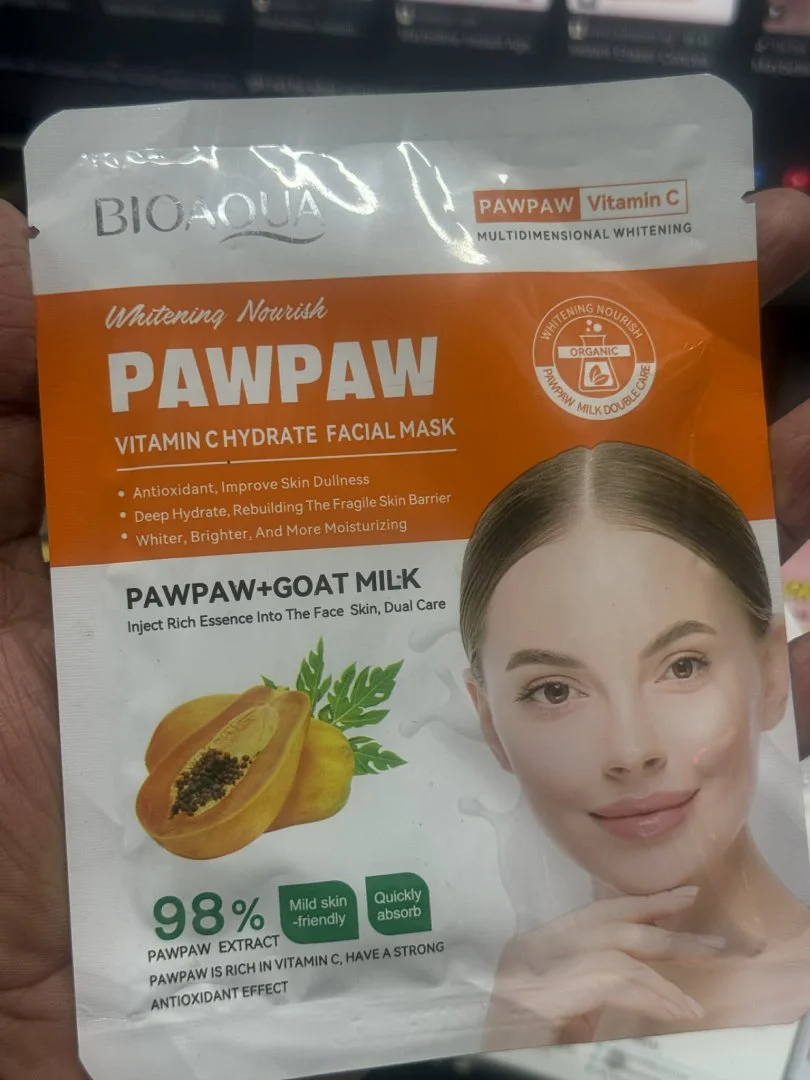 BIOAQUA
PAWPAW Vitamin C
MULTIDIMENSIONAL WHITENING
Whitening Nourish
PAWPAW
VITAMIN C HYDRATE FACIAL MASK
• Antioxidant, Improve Skin Dullness
• Deep Hydrate, Rebuilding The Fragile Skin Barrier
• Whiter, Brighter, And More Moisturizing
WHITENING NOURISH
ORGANIC
PAWPAW MILK DOUBLE CARE
PAWPAW+GOAT MILK
Inject Rich Essence Into The Face Skin, Dual Care
98%
PAWPAW EXTRACT
Mild skin
-friendly
Quickly
absorb
PAWPAW IS RICH IN VITAMIN C, HAVE A STRONG
ANTIOXIDANT EFFECT